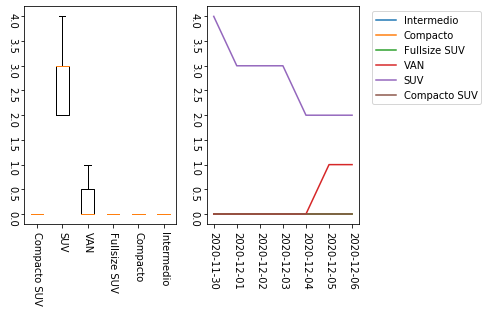 4.0
3.5
3.0
2.5
2.0
1.5
1.0
0.5
0.0
Compacto SUV
SUV
VAN
Fullsize SUV
Compacto
Intermedio
4.0
3.5
3.0
2.5
2.0
1.5
1.0
0.5
0.0
2020-11-30
2020-12-01
2020-12-02
2020-12-03
2020-12-04
2020-12-05
2020-12-06
Intermedio
Compacto
Fullsize SUV
VAN
SUV
Compacto SUV